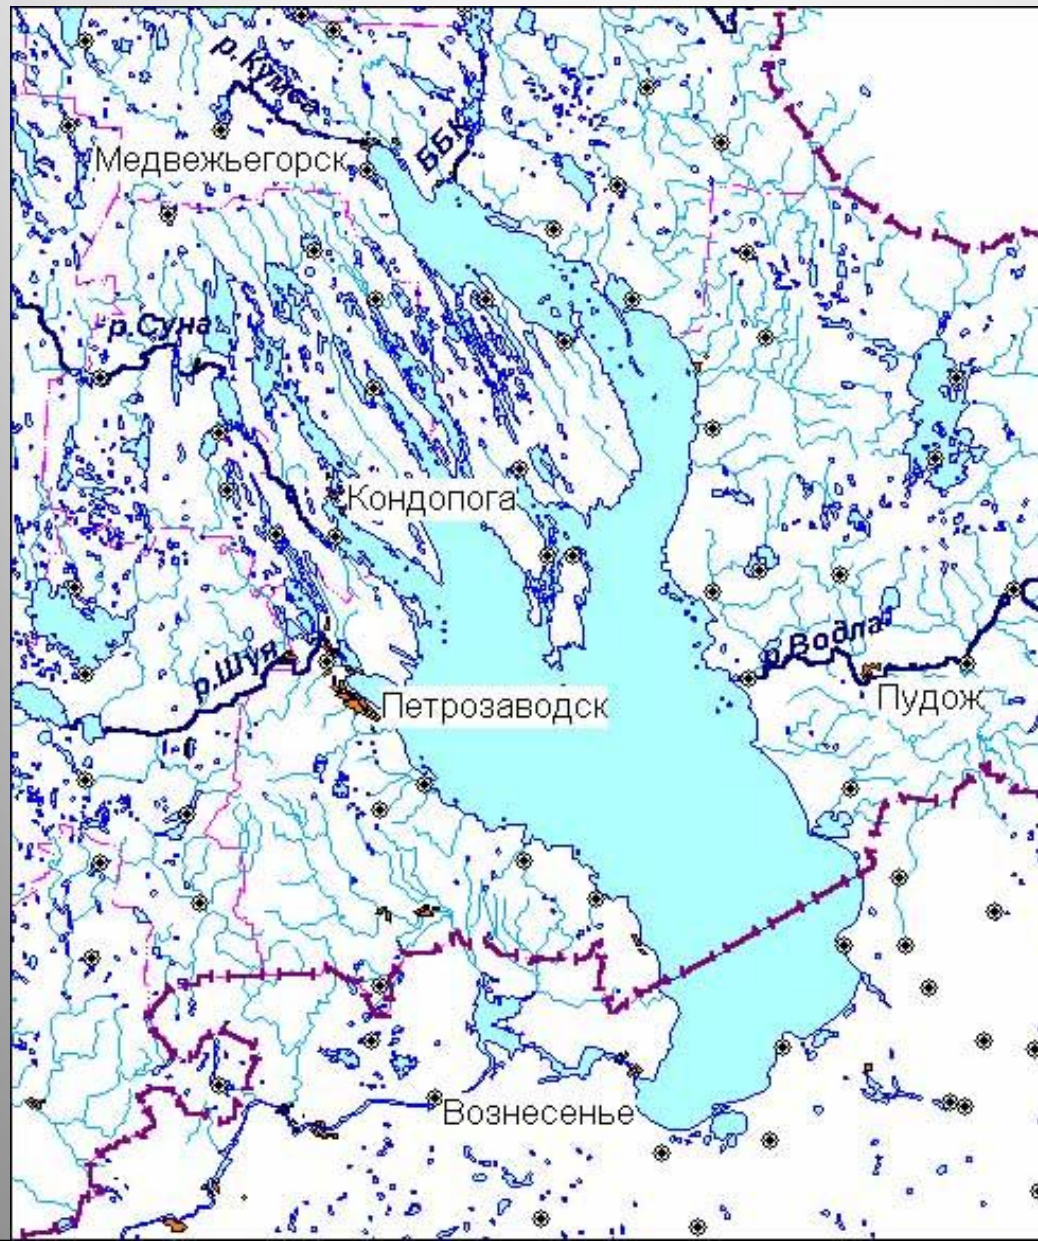 р. Кумса
ББК
Медвежьегорск
р.Суна
Кондопога
р.Шуя
р.Водла
Петрозаводск
Пудож
Вознесенье